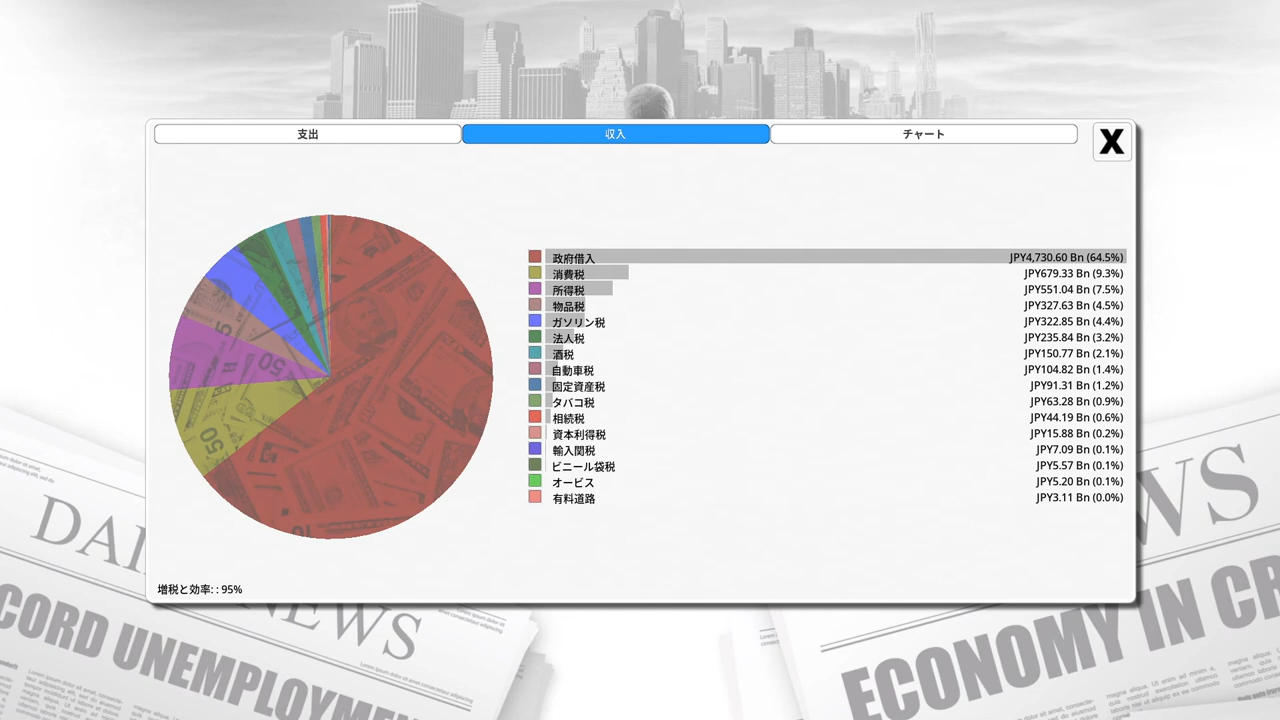 支出
収入
チャート
X
政府借入 JPY4,730.60 Bn (64.5%)
消費税 JPY679.33 Bn (9.3%)
所得税 JPY551.04 Bn (7.5%)
物品税 JPY327.63 Bn (4.5%)
ガソリン税 JPY322.85 Bn (4.4%)
法人税 JPY235.84 Bn (3.2%)
酒税 JPY150.77 Bn (2.1%)
自動車税 JPY104.82 Bn (1.4%)
固定資産税 JPY91.31 Bn (1.2%)
タバコ税 JPY63.28 Bn (0.9%)
相続税 JPY44.19 Bn (0.6%)
資本利得税 JPY15.88 Bn (0.2%)
輸入関税 JPY7.09 Bn (0.1%)
ビニール袋税 JPY5.57 Bn (0.1%)
オービス JPY5.20 Bn (0.1%)
有料道路 JPY3.11 Bn (0.0%)
増税と効率: : 95%
DAI
NEWS
CORD UNEMPLOYME
WS
ECONOMY IN CR